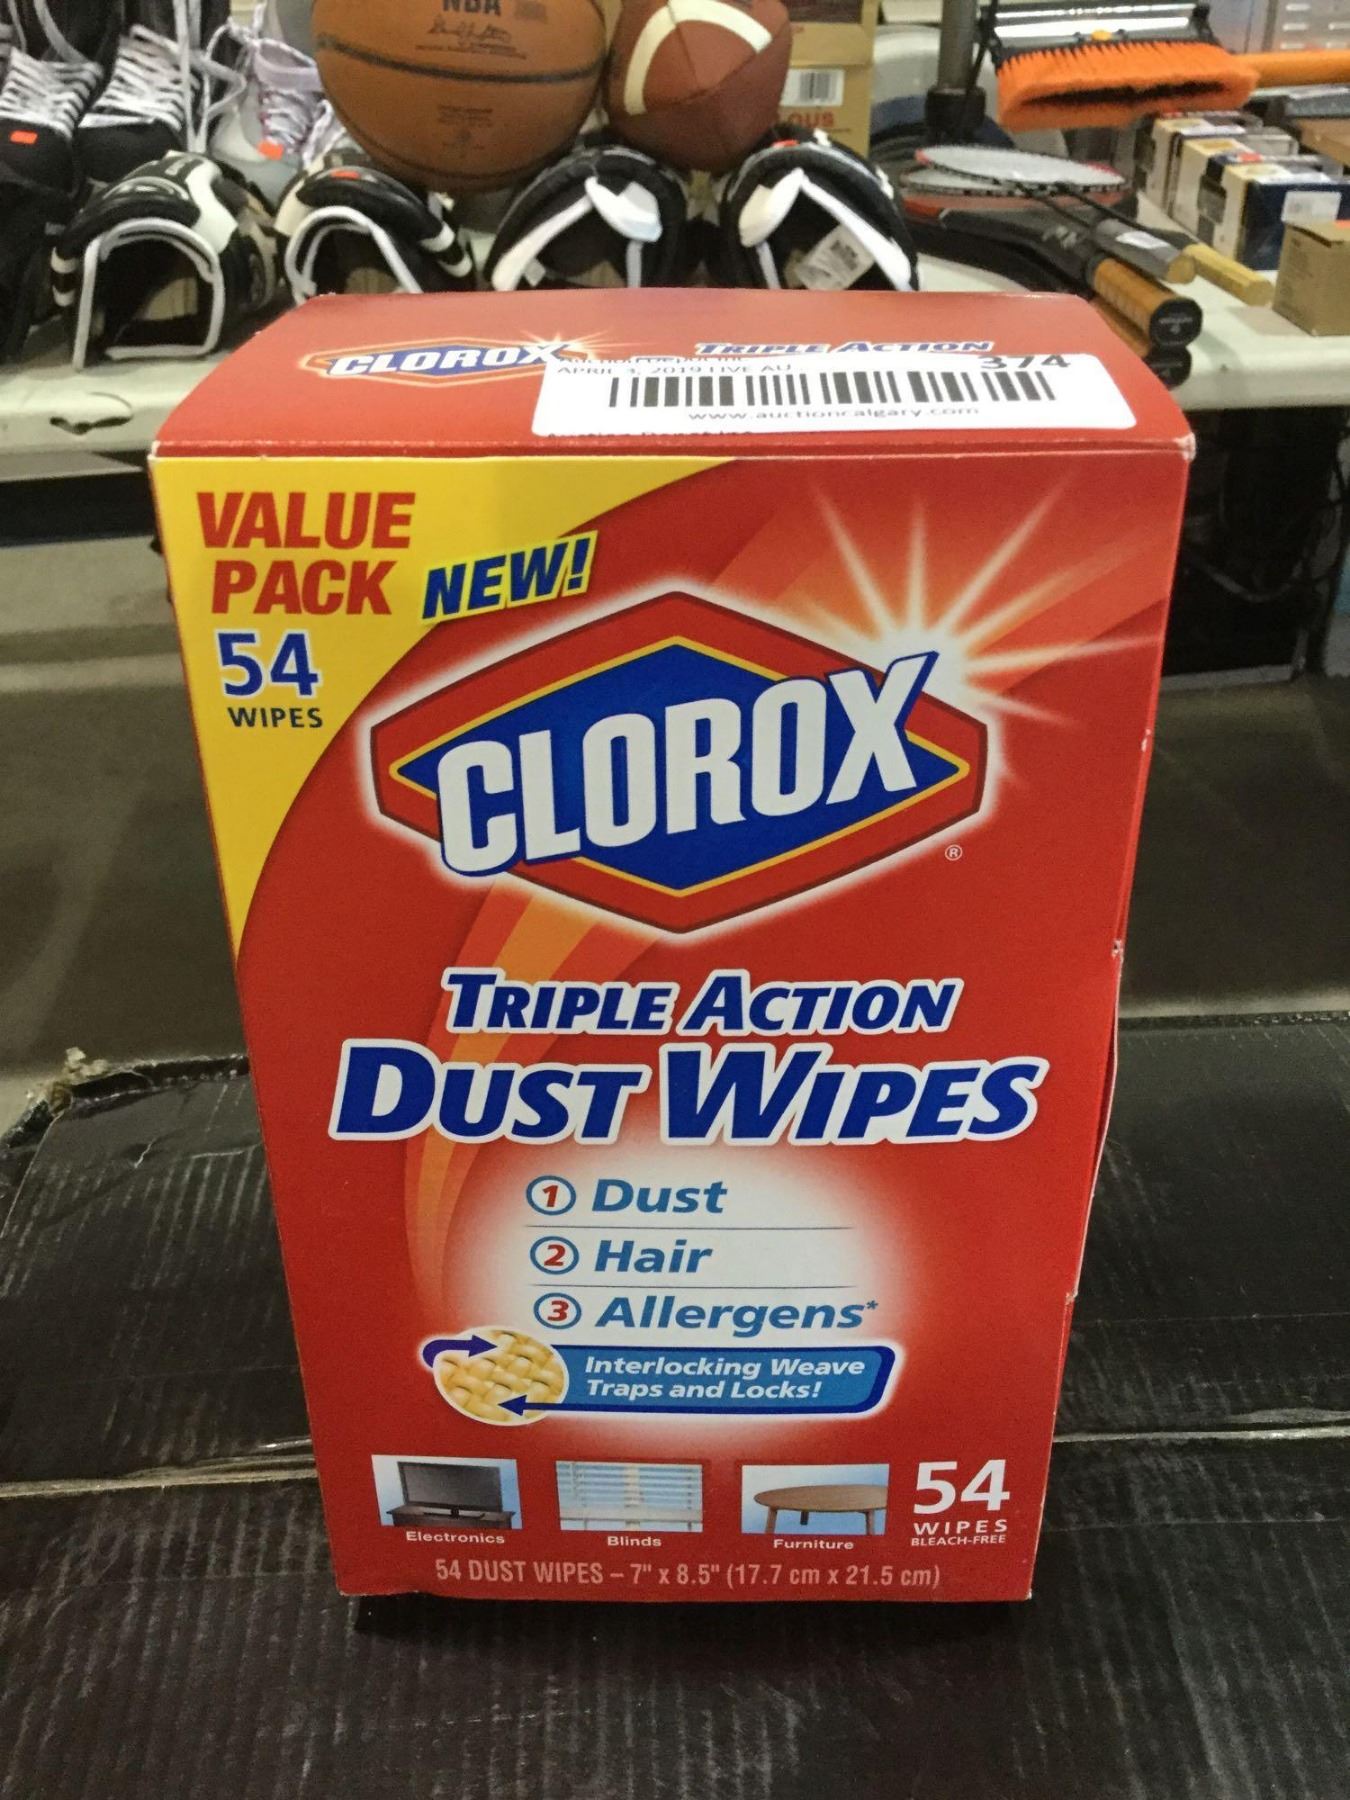 NBA
CLOROX
TRIPLE ACTION
374
APRIL 3, 2019 LIVE AU
www.auctioncalgary.com
VALUE
PACK
54
WIPES
NEW!
CLOROX
®
TRIPLE ACTION
DUST WIPES
1 Dust
2 Hair
3 Allergens*
Interlocking Weave
Traps and Locks!
Electronics
Blinds
Furniture
54
WIPES
BLEACH-FREE
54 DUST WIPES – 7" x 8.5" (17.7 cm x 21.5 cm)